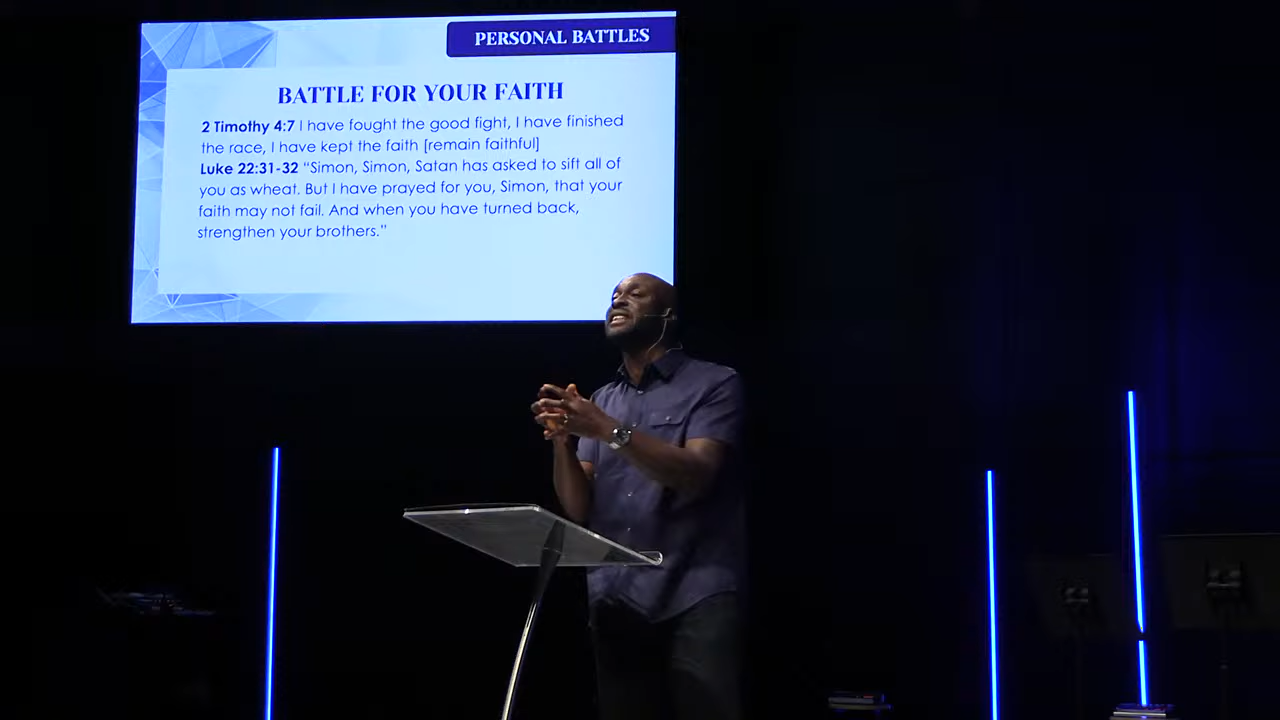 PERSONAL BATTLES
BATTLE FOR YOUR FAITH
2 Timothy 4:7 I have fought the good fight, I have finished
the race, I have kept the faith [remain faithful]
Luke 22:31-32 “Simon, Simon, Satan has asked to sift all of
you as wheat. But I have prayed for you, Simon, that your
faith may not fail. And when you have turned back,
strengthen your brothers.”